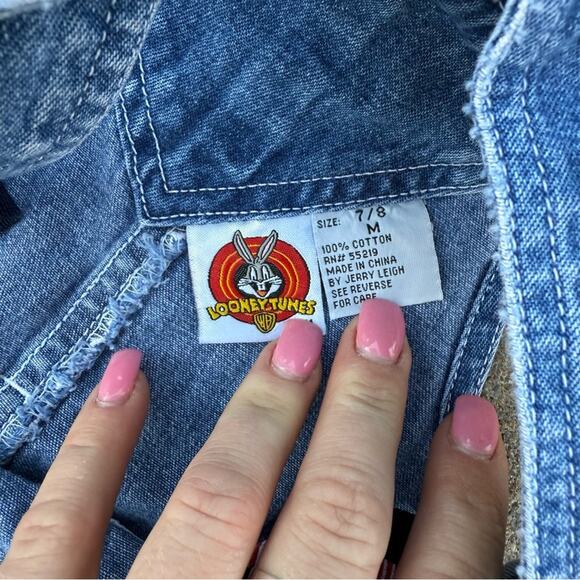 LOONEY TUNES
WB
SIZE: 7/8
M
100% COTTON
RN# 55219
MADE IN CHINA
BY JERRY LEIGH
SEE REVERSE
FOR CARE